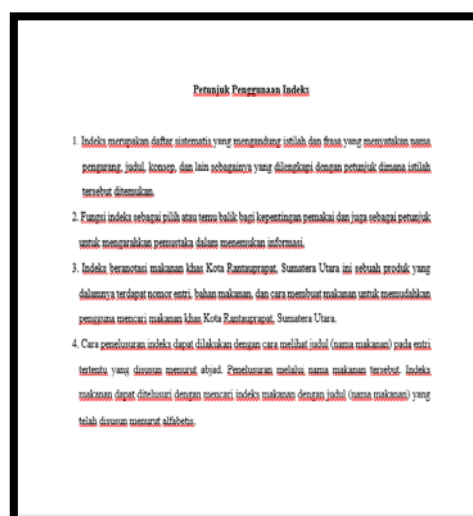 Petunjuk Penggunaan Indeks
1. Indeks merupakan daftar sistematis yang mengandung istilah dan frasa yang menyatakan nama
pengarang, judul, konsep, dan lain sebagainya yang dilengkapi dengan petunjuk dimana istilah
tersebut ditemukan.
2. Fungsi indeks sebagai pilih atau temu balik bagi kepentingan pemakai dan juga sebagai petunjuk
untuk mengarahkan pemustaka dalam menemukan informasi.
3. Indeks beranotasi makanan khas Kota Rantauprapat, Sumatera Utara ini sebuah produk yang
dalamnya terdapat nomor entri, bahan makanan, dan cara membuat makanan untuk memudahkan
pengguna mencari makanan khas Kota Rantauprapat, Sumatera Utara.
4. Cara penelusuran indeks dapat dilakukan dengan cara melihat judul (nama makanan) pada entri
tertentu yang disusun menurut abjad. Penelusuran melalui nama makanan tersebut. Indeks
makanan dapat ditelusuri dengan mencari indeks makanan dengan judul (nama makanan) yang
telah disusun menurut alfabetis.